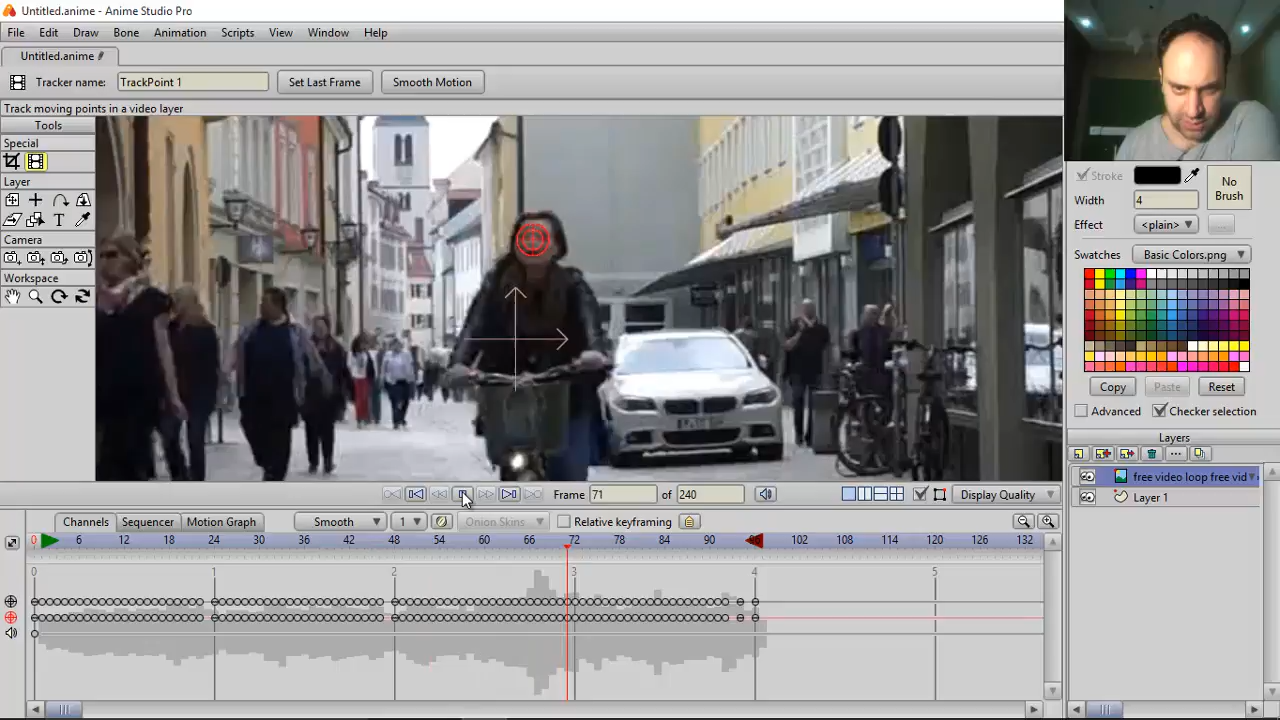 Untitled.anime - Anime Studio Pro
File Edit Draw Bone Animation Scripts View Window Help
Untitled.anime
Tracker name: TrackPoint 1 Set Last Frame Smooth Motion
Track moving points in a video layer
Tools
Special
Layer
T
Camera
Workspace
Stroke
No Brush
Width 4
Effect <plain> ...
Swatches Basic Colors.png
Copy Paste Reset
Advanced Checker selection
Layers
free video loop free vid
Layer 1
Frame 71 of 240 Display Quality
Channels Sequencer Motion Graph Smooth 1 Onion Skins Relative keyframing
0 6 12 18 24 30 36 42 48 54 60 66 72 78 84 90 96 102 108 114 120 126 132
0 1 2 3 4 5